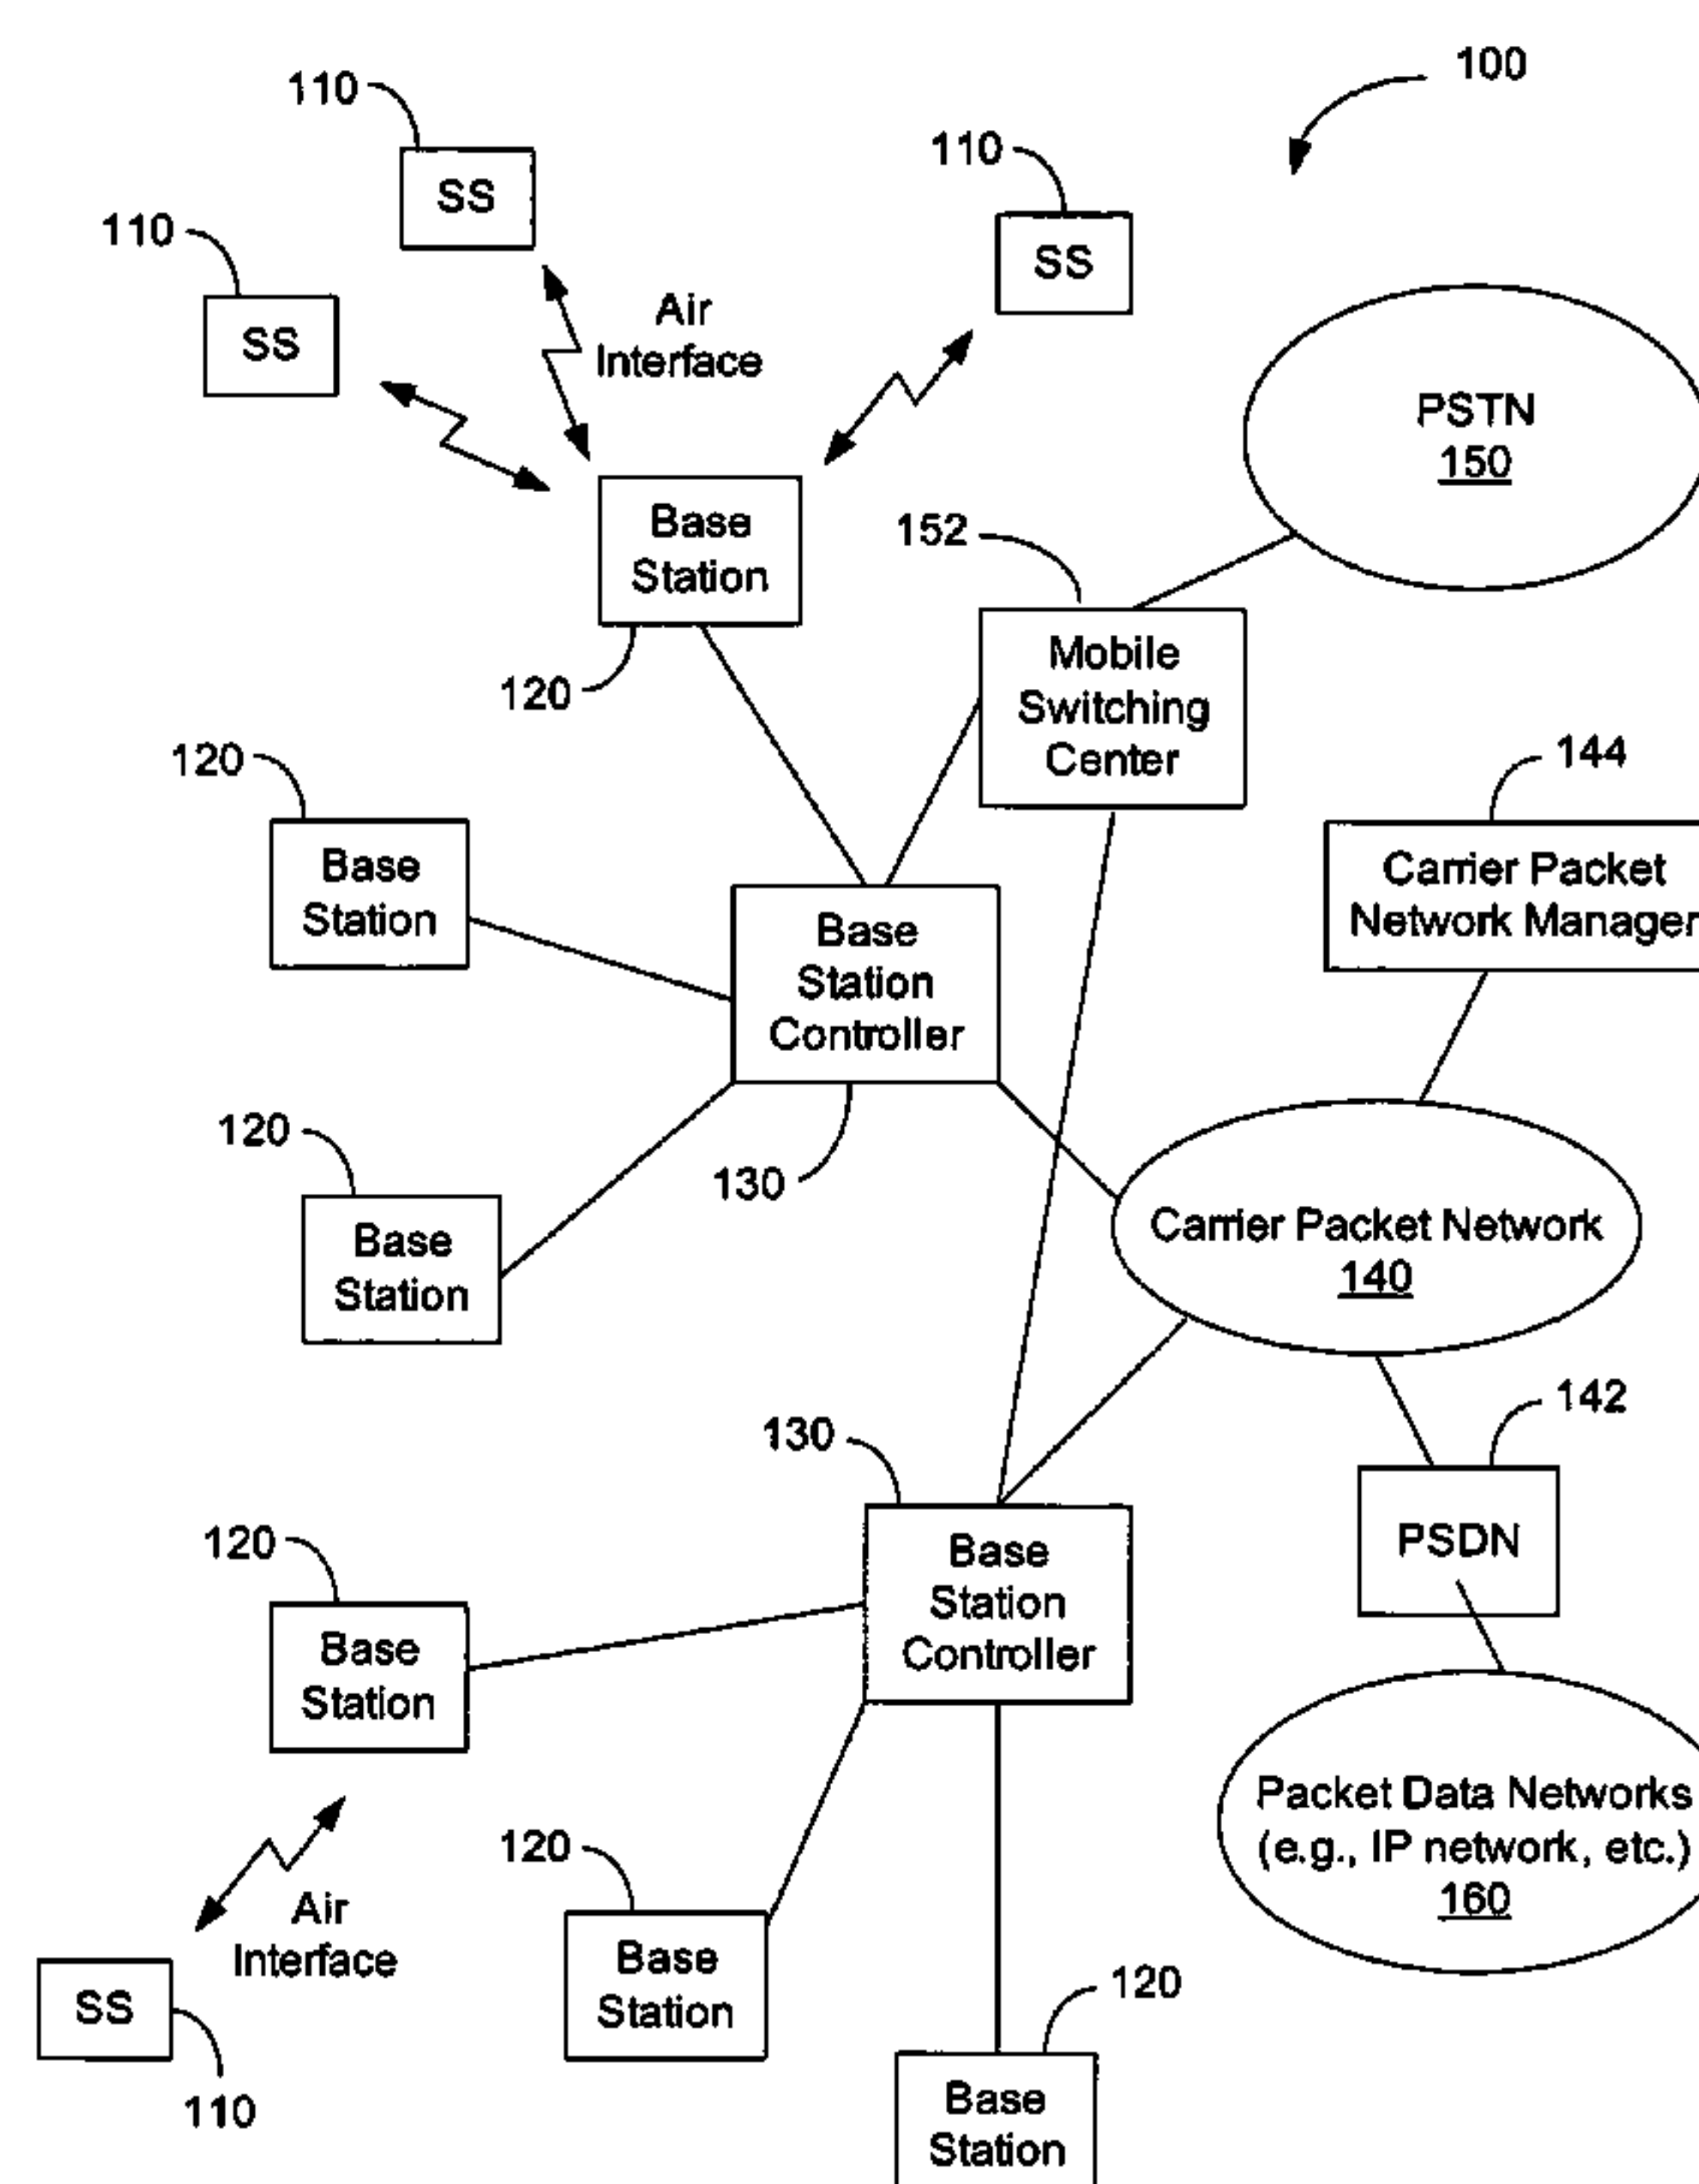 100
110
SS
110
SS
110
SS
Air
Interface
PSTN
150
Base
Station
120
152
Mobile
Switching
Center
120
Base
Station
144
Carrier Packet
Network Manager
Base
Station
Controller
130
120
Base
Station
Carrier Packet Network
140
142
PSDN
130
Base
Station
Controller
120
Base
Station
Packet Data Networks
(e.g., IP network, etc.)
160
120
Base
Station
Air
Interface
SS
110
120
Base
Station